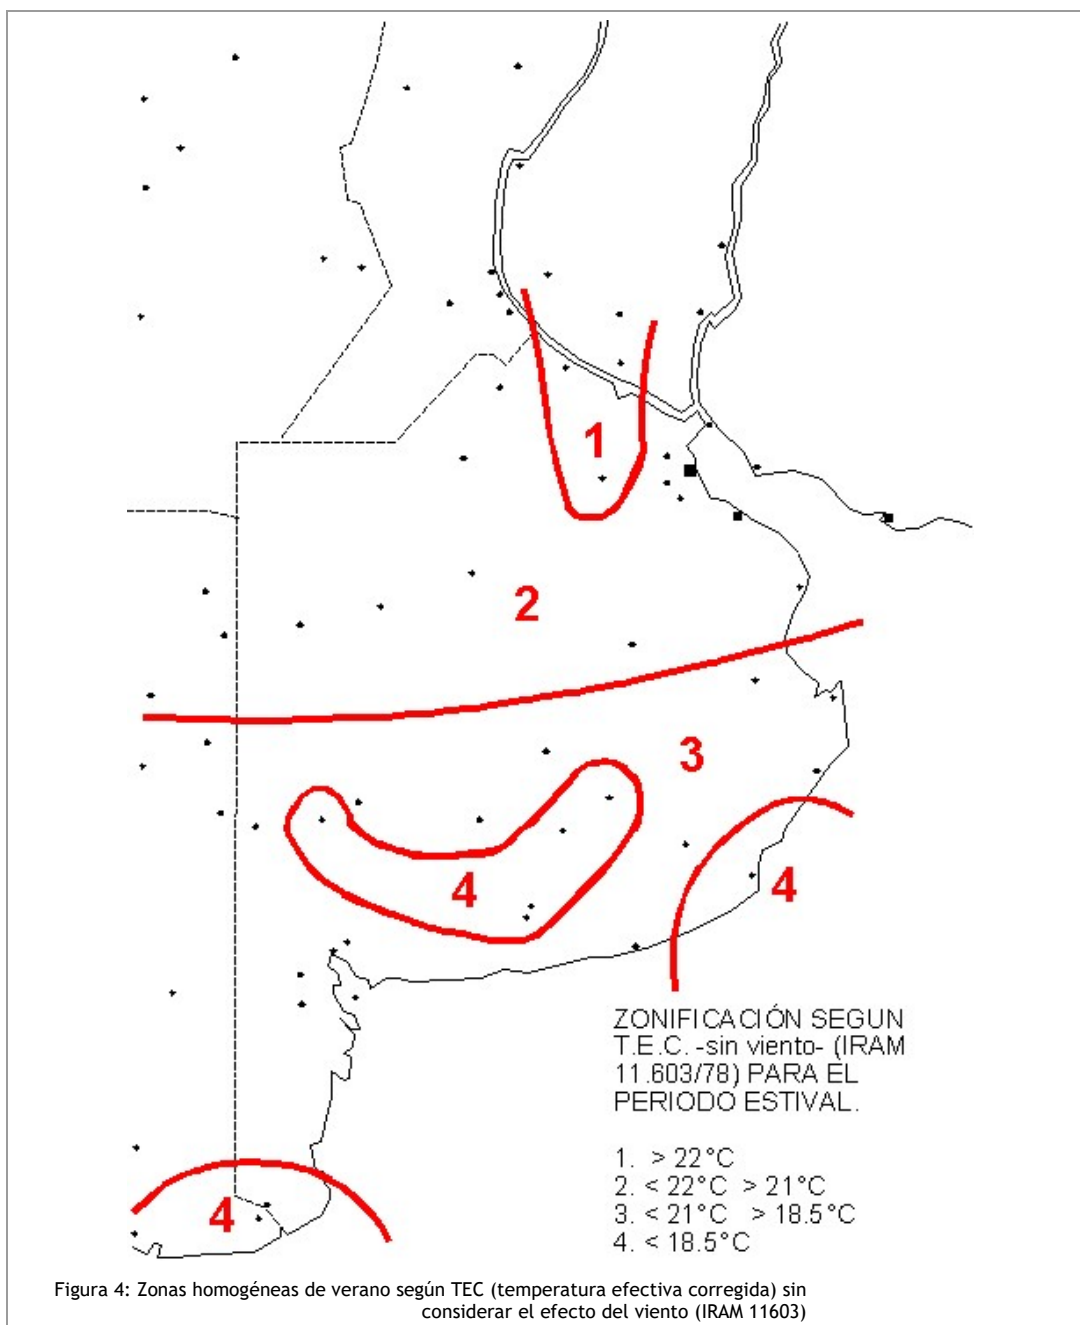 1
2
3
4
4
4
ZONIFICACIÓN SEGUN
T.E.C. -sin viento- (IRAM
11.603/78) PARA EL
PERIODO ESTIVAL.
1. > 22°C
2. < 22°C > 21°C
3. < 21°C > 18.5°C
4. < 18.5°C
Figura 4: Zonas homogéneas de verano según TEC (temperatura efectiva corregida) sin
considerar el efecto del viento (IRAM 11603)